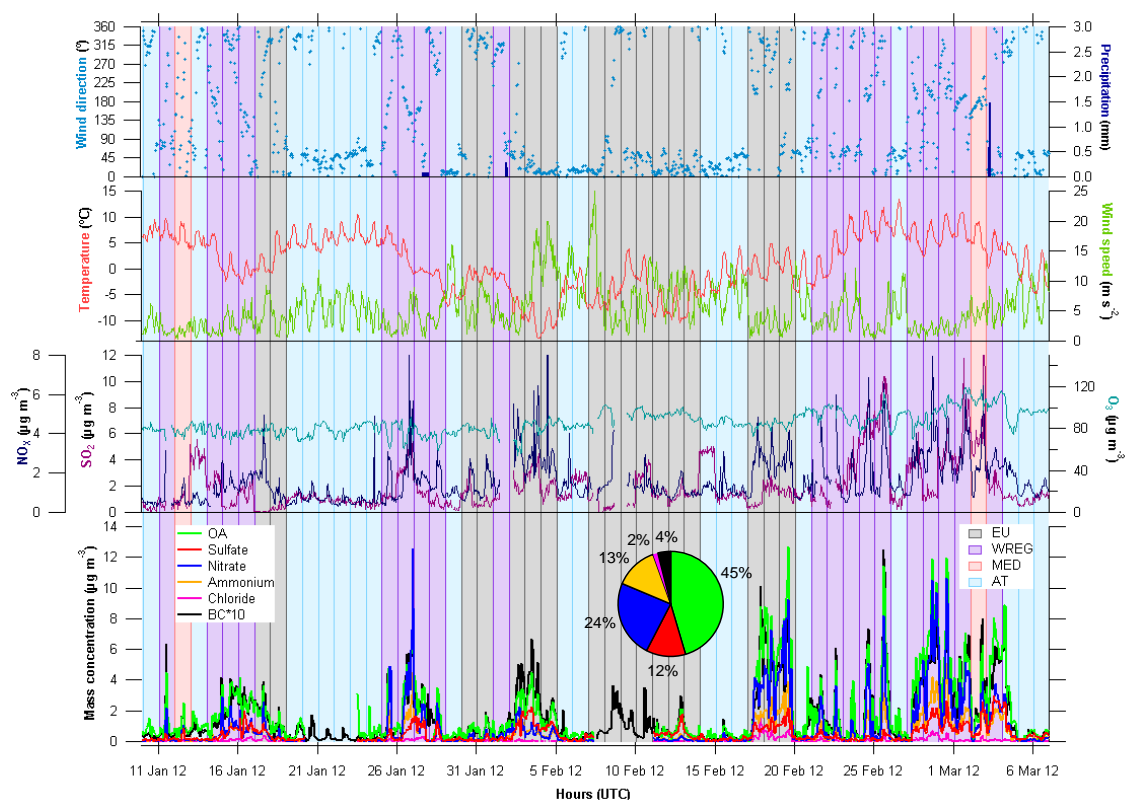 360
315
270
225
180
135
90
45
0
Wind direction (°)
3.0
2.5
2.0
1.5
1.0
0.5
0.0
Precipitation (mm)
15
10
5
0
-5
-10
Temperature (°C)
25
20
15
10
5
0
Wind speed (m s⁻²)
8
6
4
2
0
NOX (µg m⁻³)
12
10
8
6
4
2
0
SO2 (µg m⁻³)
120
80
40
0
O3 (µg m⁻³)
14
12
10
8
6
4
2
0
Mass concentration (µg m⁻³)
OA
Sulfate
Nitrate
Ammonium
Chloride
BC*10
2%
4%
13%
45%
24%
12%
EU
WREG
MED
AT
11 Jan 12
16 Jan 12
21 Jan 12
26 Jan 12
31 Jan 12
5 Feb 12
10 Feb 12
15 Feb 12
20 Feb 12
25 Feb 12
1 Mar 12
6 Mar 12
Hours (UTC)